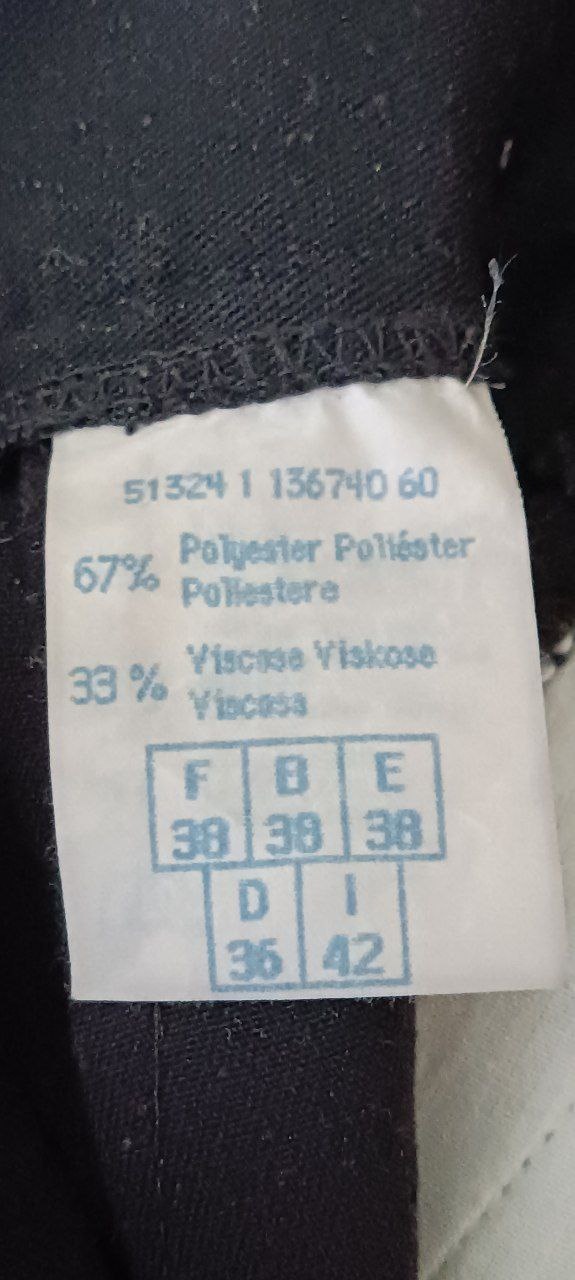 51324 1 136740 60
67% Polyester Poliéster
Poliestere
33 % Viscose Viskose
Viscosa
F B E
38 38 38
D I
36 42